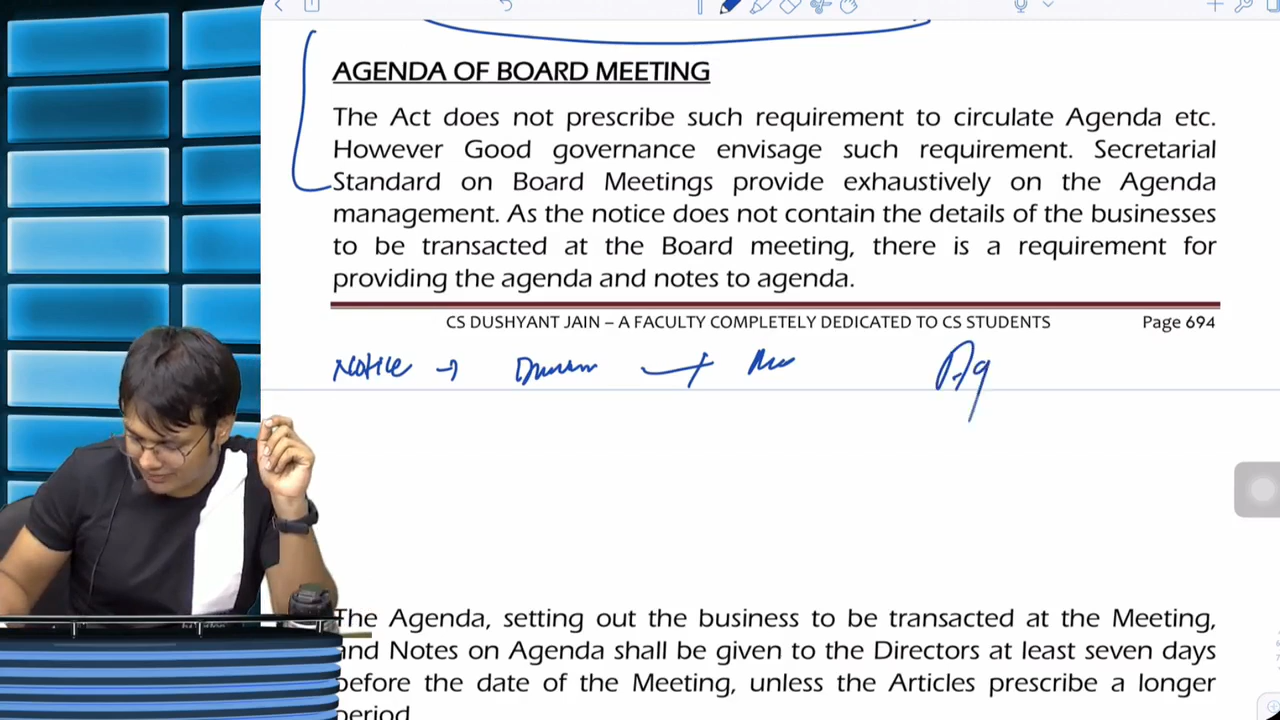 AGENDA OF BOARD MEETING
The Act does not prescribe such requirement to circulate Agenda etc.
However Good governance envisage such requirement. Secretarial
Standard on Board Meetings provide exhaustively on the Agenda
management. As the notice does not contain the details of the businesses
to be transacted at the Board meeting, there is a requirement for
providing the agenda and notes to agenda.
CS DUSHYANT JAIN – A FACULTY COMPLETELY DEDICATED TO CS STUDENTS Page 694
Notice →
The Agenda, setting out the business to be transacted at the Meeting,
and Notes on Agenda shall be given to the Directors at least seven days
before the date of the Meeting, unless the Articles prescribe a longer
period